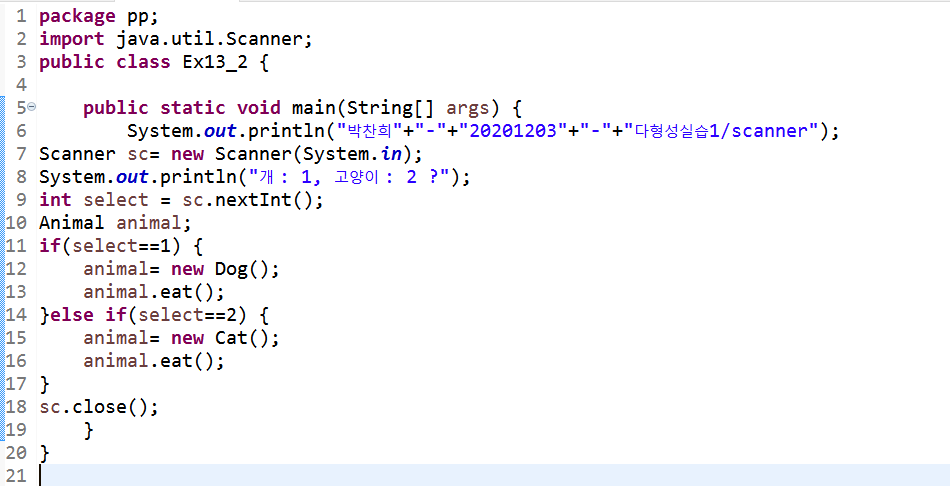 1 package pp;
2 import java.util.Scanner;
3 public class Ex13_2 {
4
5 public static void main(String[] args) {
6 System.out.println("박찬희"+"-"+"20201203"+"-"+"다형성실습1/scanner");
7 Scanner sc= new Scanner(System.in);
8 System.out.println("개 : 1, 고양이 : 2 ?");
9 int select = sc.nextInt();
10 Animal animal;
11 if(select==1) {
12 animal= new Dog();
13 animal.eat();
14 }else if(select==2) {
15 animal= new Cat();
16 animal.eat();
17 }
18 sc.close();
19 }
20 }
21